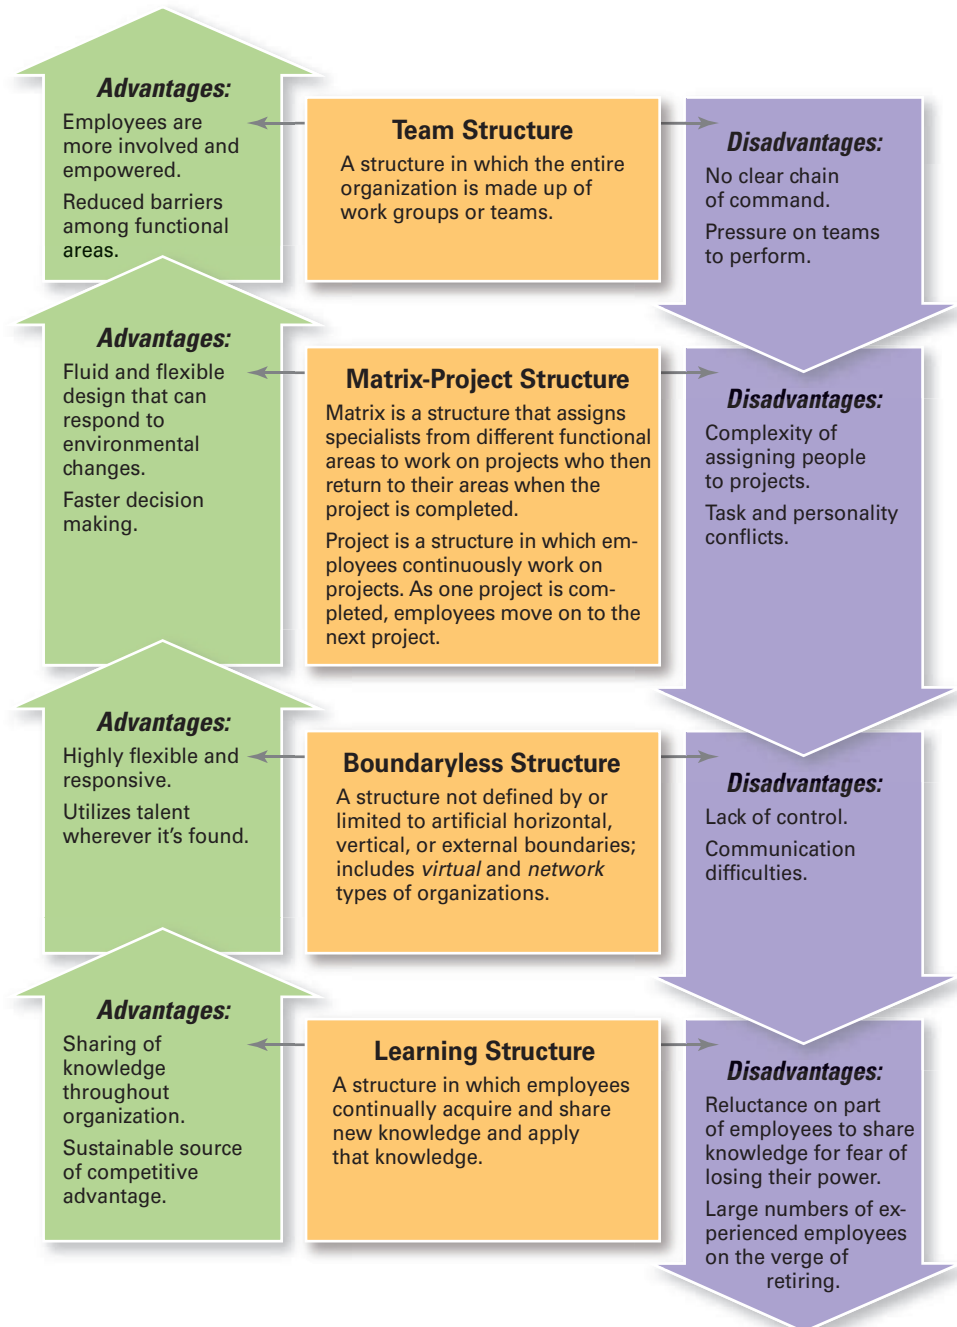 Advantages:
Employees are
more involved and
empowered.
Reduced barriers
among functional
areas.
Team Structure
A structure in which the entire
organization is made up of
work groups or teams.
Disadvantages:
No clear chain
of command.
Pressure on teams
to perform.
Advantages:
Fluid and flexible
design that can
respond to
environmental
changes.
Faster decision
making.
Matrix-Project Structure
Matrix is a structure that assigns
specialists from different functional
areas to work on projects who then
return to their areas when the
project is completed.
Project is a structure in which em-
ployees continuously work on
projects. As one project is com-
pleted, employees move on to the
next project.
Disadvantages:
Complexity of
assigning people
to projects.
Task and personality
conflicts.
Advantages:
Highly flexible and
responsive.
Utilizes talent
wherever it's found.
Boundaryless Structure
A structure not defined by or
limited to artificial horizontal,
vertical, or external boundaries;
includes virtual and network
types of organizations.
Disadvantages:
Lack of control.
Communication
difficulties.
Advantages:
Sharing of
knowledge
throughout
organization.
Sustainable source
of competitive
advantage.
Learning Structure
A structure in which employees
continually acquire and share
new knowledge and apply
that knowledge.
Disadvantages:
Reluctance on part
of employees to share
knowledge for fear of
losing their power.
Large numbers of ex-
perienced employees
on the verge of
retiring.